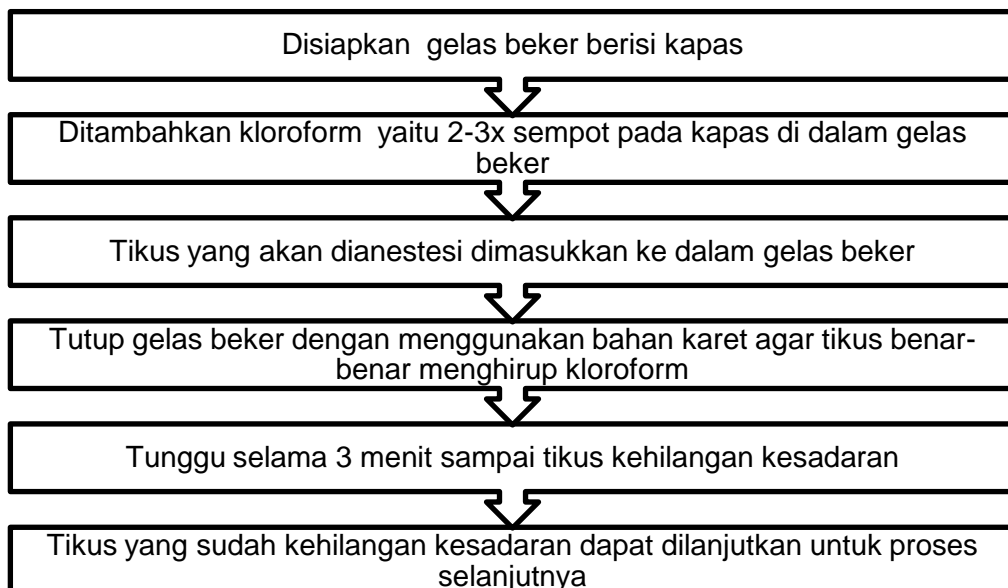 Disiapkan  gelas beker berisi kapas
Ditambahkan kloroform  yaitu 2-3x sempot pada kapas di dalam gelas
beker
Tikus yang akan dianestesi dimasukkan ke dalam gelas beker
Tutup gelas beker dengan menggunakan bahan karet agar tikus benar-
benar menghirup kloroform
Tunggu selama 3 menit sampai tikus kehilangan kesadaran
Tikus yang sudah kehilangan kesadaran dapat dilanjutkan untuk proses
selanjutnya